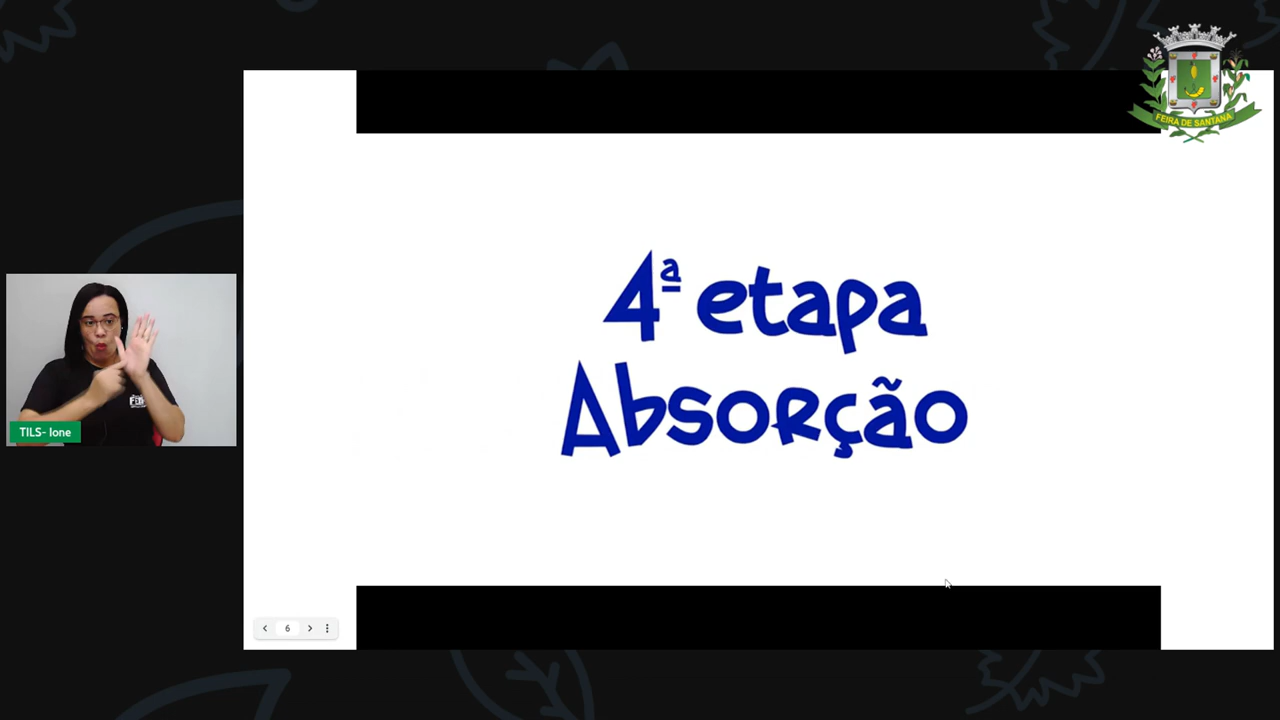 FEIRA DE SANTANA
4ª etapa
Absorção
TILS- Ione
6